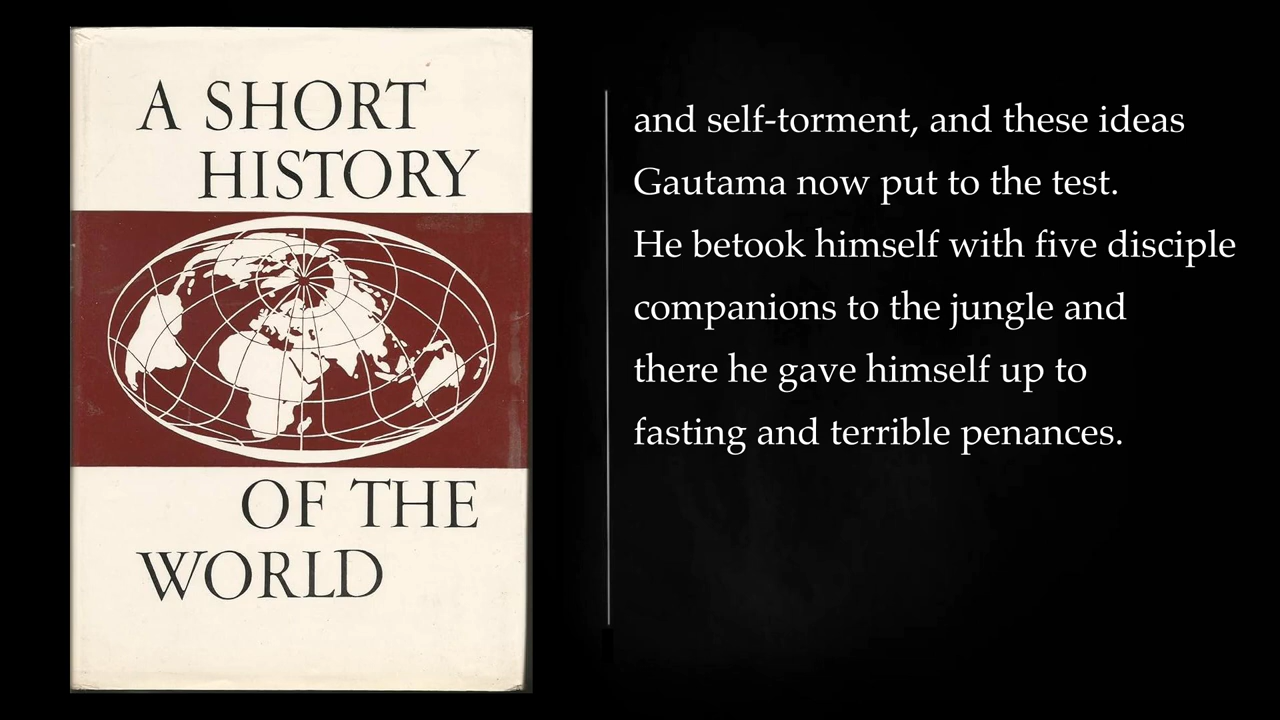 A SHORT
HISTORY
OF THE
WORLD
and self-torment, and these ideas
Gautama now put to the test.
He betook himself with five disciple
companions to the jungle and
there he gave himself up to
fasting and terrible penances.